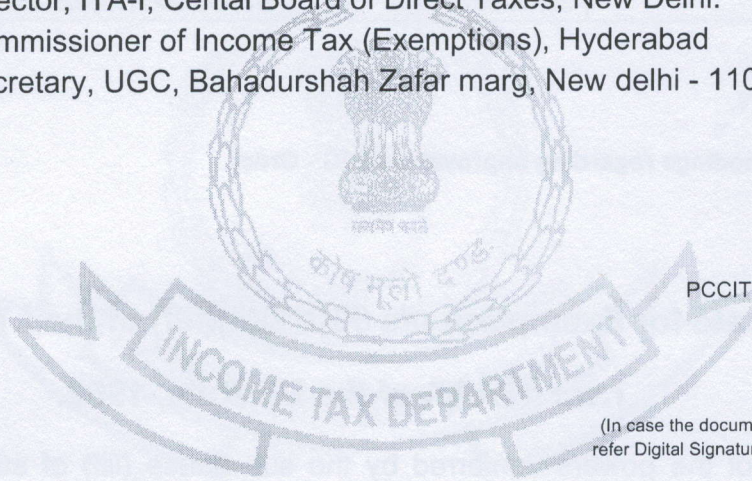 ector, ITA-I, Cental Board of Direct Taxes, New Delhi.
mmissioner of Income Tax (Exemptions), Hyderabad
cretary, UGC, Bahadurshah Zafar marg, New delhi - 110
सत्यमेव जयते
कोष मूलो दण्डः
PCCIT
INCOME TAX DEPARTMENT
(In case the docum
refer Digital Signatur